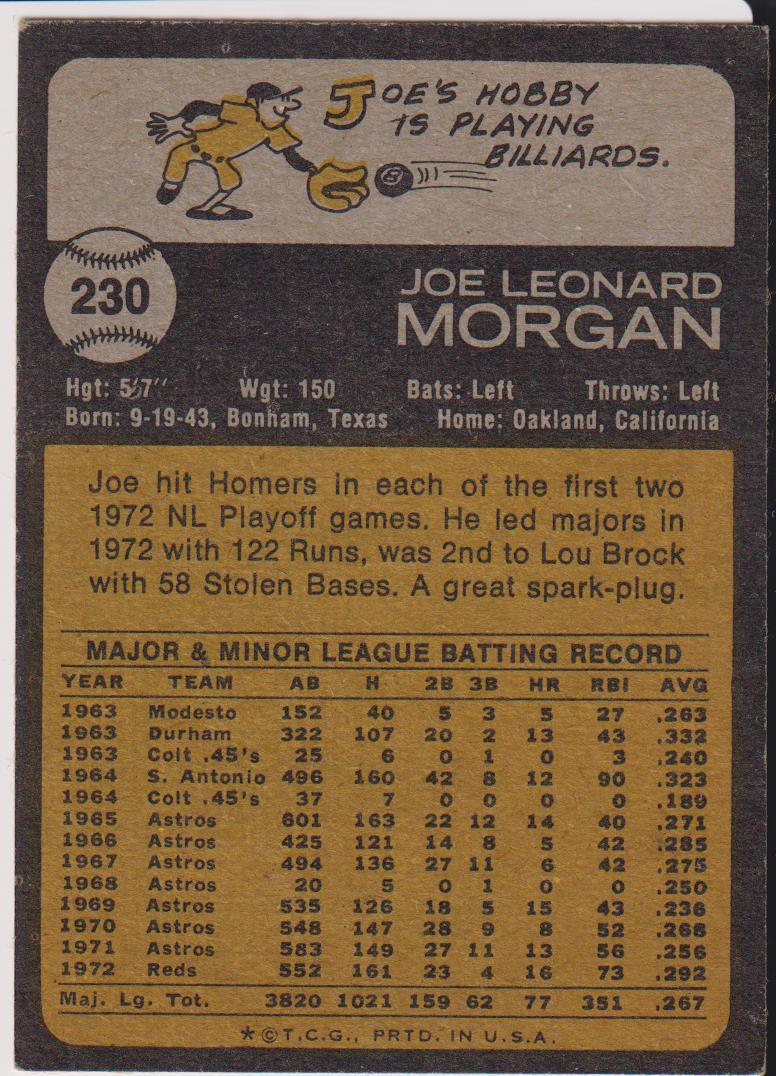 JOE'S HOBBY
IS PLAYING
BILLIARDS.
8
230
JOE LEONARD
MORGAN
Hgt: 5'7" Wgt: 150 Bats: Left Throws: Left
Born: 9-19-43, Bonham, Texas Home: Oakland, California
Joe hit Homers in each of the first two
1972 NL Playoff games. He led majors in
1972 with 122 Runs, was 2nd to Lou Brock
with 58 Stolen Bases. A great spark-plug.
MAJOR & MINOR LEAGUE BATTING RECORD
YEAR TEAM AB H 2B 3B HR RBI AVG
1963 Modesto 152 40 5 3 5 27 .263
1963 Durham 322 107 20 2 13 43 .332
1963 Colt .45's 25 6 0 1 0 3 .240
1964 S. Antonio 496 160 42 8 12 90 .323
1964 Colt .45's 37 7 0 0 0 0 .189
1965 Astros 601 163 22 12 14 40 .271
1966 Astros 425 121 14 8 5 42 .285
1967 Astros 494 136 27 11 6 42 .275
1968 Astros 20 5 0 1 0 0 .250
1969 Astros 535 126 18 5 15 43 .236
1970 Astros 548 147 28 9 8 52 .268
1971 Astros 583 149 27 11 13 56 .256
1972 Reds 552 161 23 4 16 73 .292
Maj. Lg. Tot. 3820 1021 159 62 77 351 .267
*©T.C.G., PRTD. IN U.S.A.